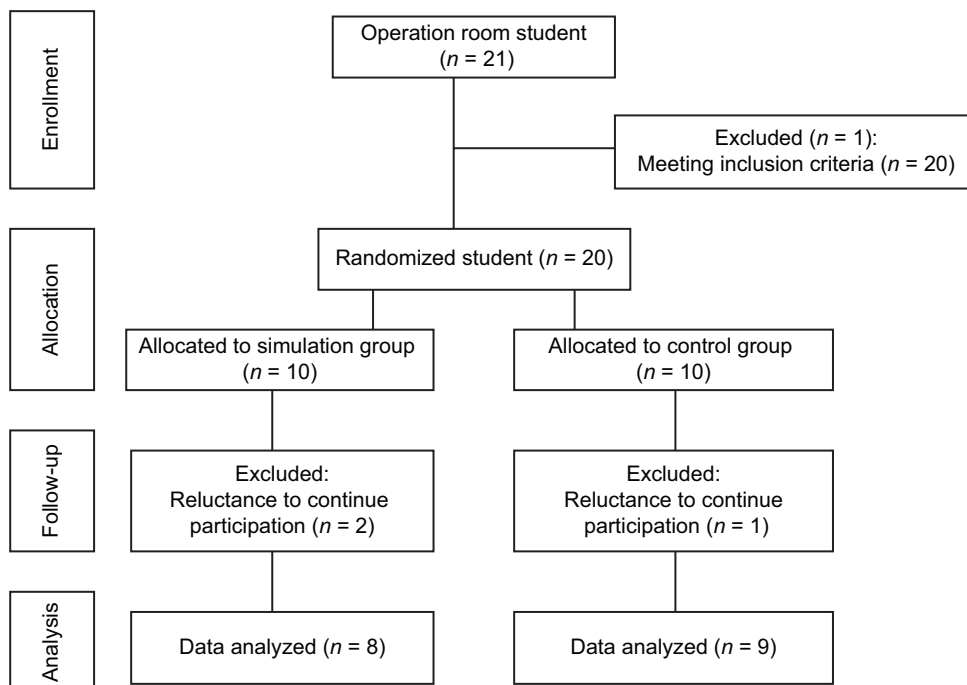 Enrollment
Operation room student
(n = 21)
Excluded (n = 1):
Meeting inclusion criteria (n = 20)
Allocation
Randomized student (n = 20)
Allocated to simulation group
(n = 10)
Allocated to control group
(n = 10)
Follow-up
Excluded:
Reluctance to continue
participation (n = 2)
Excluded:
Reluctance to continue
participation (n = 1)
Analysis
Data analyzed (n = 8)
Data analyzed (n = 9)